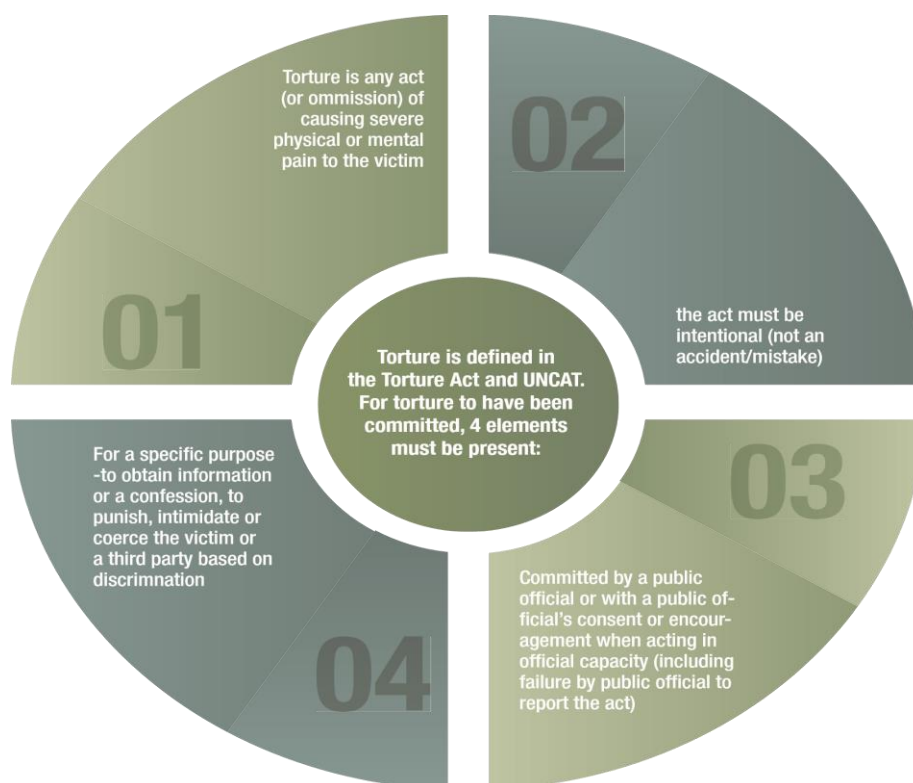 Torture is defined in
the Torture Act and UNCAT.
For torture to have been
committed, 4 elements
must be present:
01
Torture is any act
(or ommission) of
causing severe
physical or mental
pain to the victim
02
the act must be
intentional (not an
accident/mistake)
03
Committed by a public
official or with a public of-
ficial's consent or encour-
agement when acting in
official capacity (including
failure by public official to
report the act)
04
For a specific purpose
-to obtain information
or a confession, to
punish, intimidate or
coerce the victim or
a third party based on
discrimnation